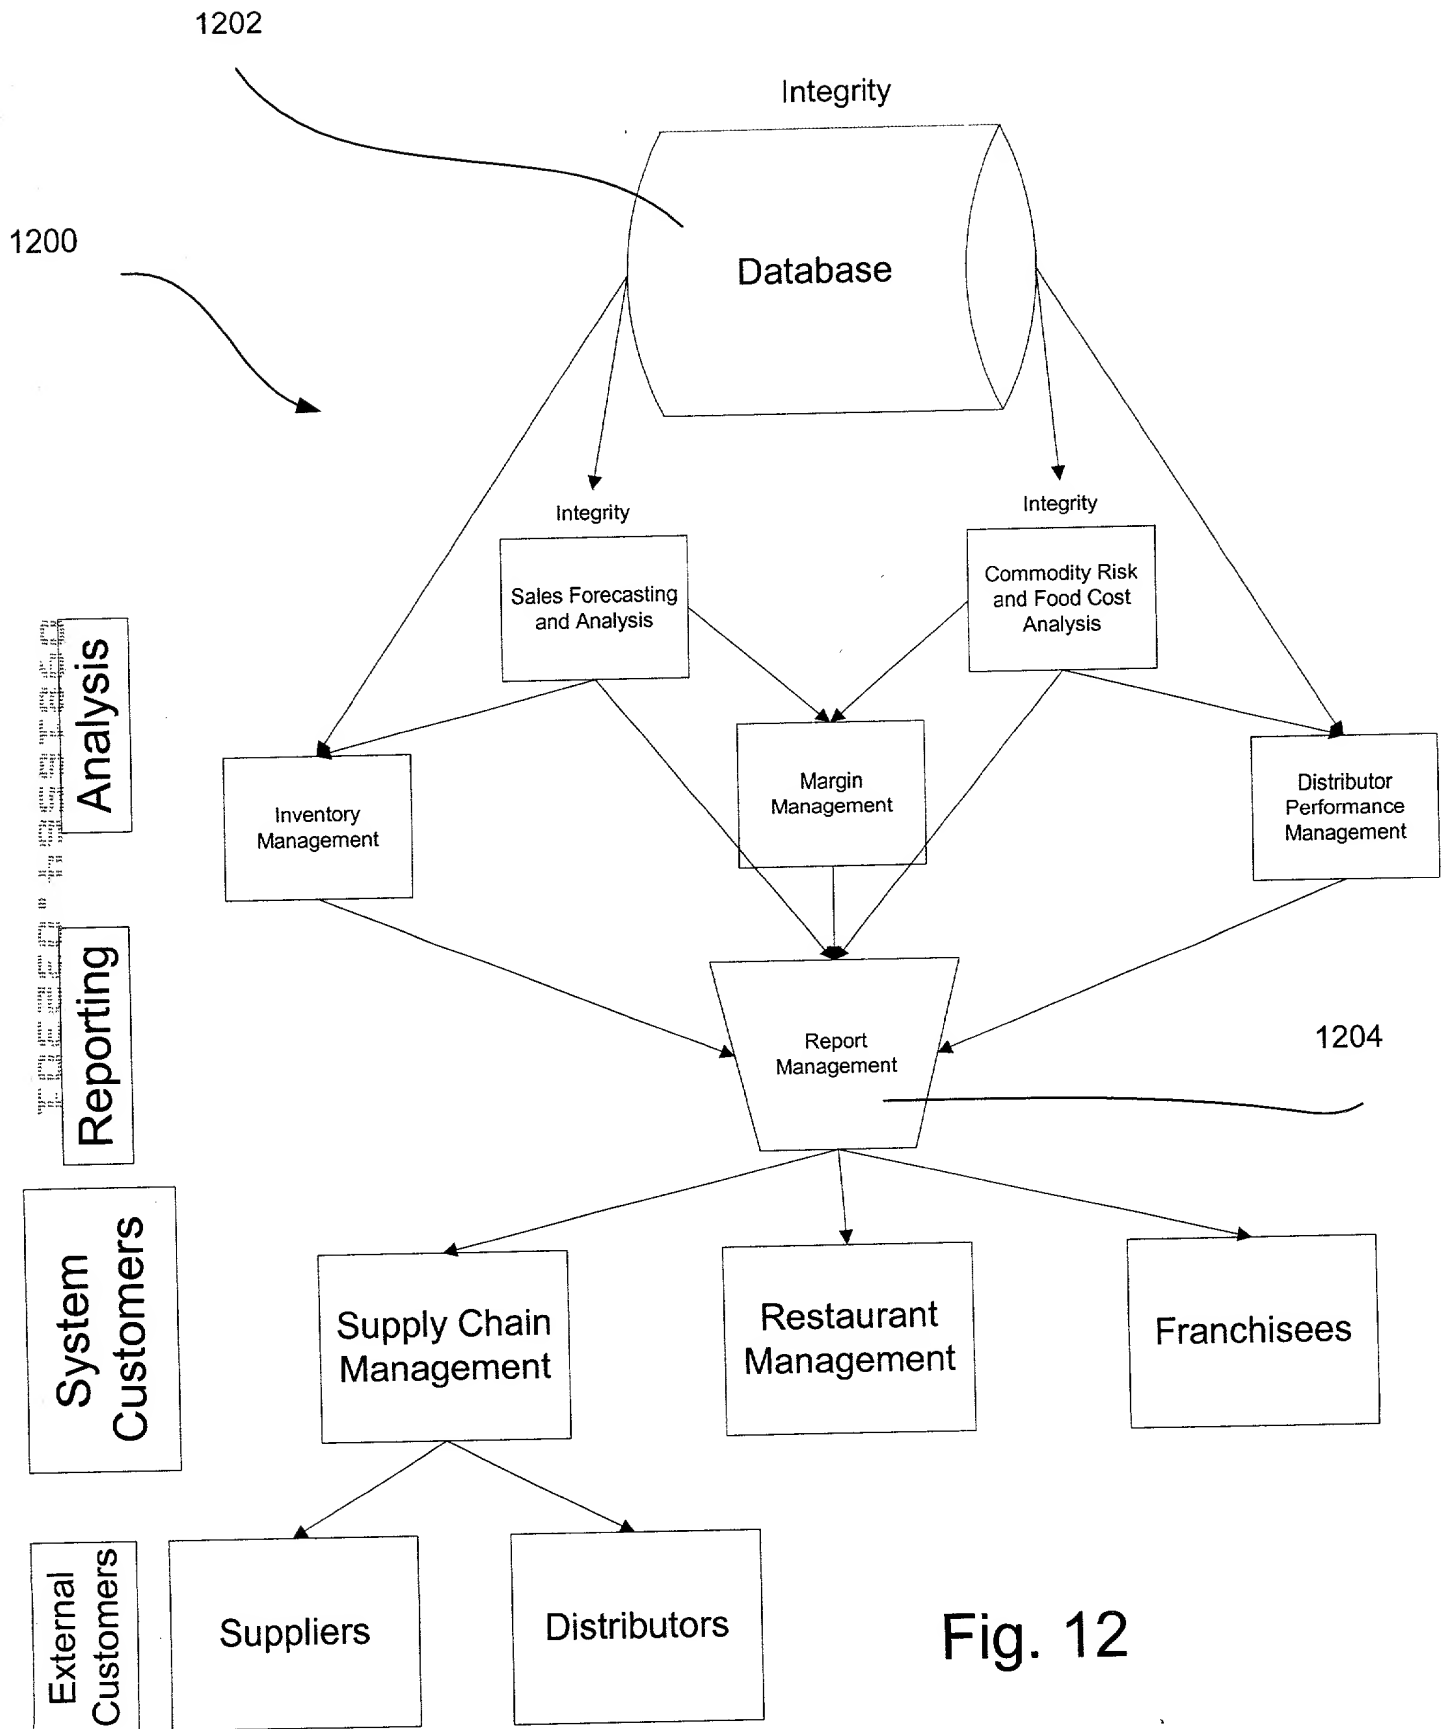 1202
Integrity
1200
Database
Integrity
Integrity
Sales Forecasting
and Analysis
Commodity Risk
and Food Cost
Analysis
Analysis
Inventory
Management
Margin
Management
Distributor
Performance
Management
Reporting
Report
Management
1204
System
Customers
Supply Chain
Management
Restaurant
Management
Franchisees
External
Customers
Suppliers
Distributors
Fig. 12